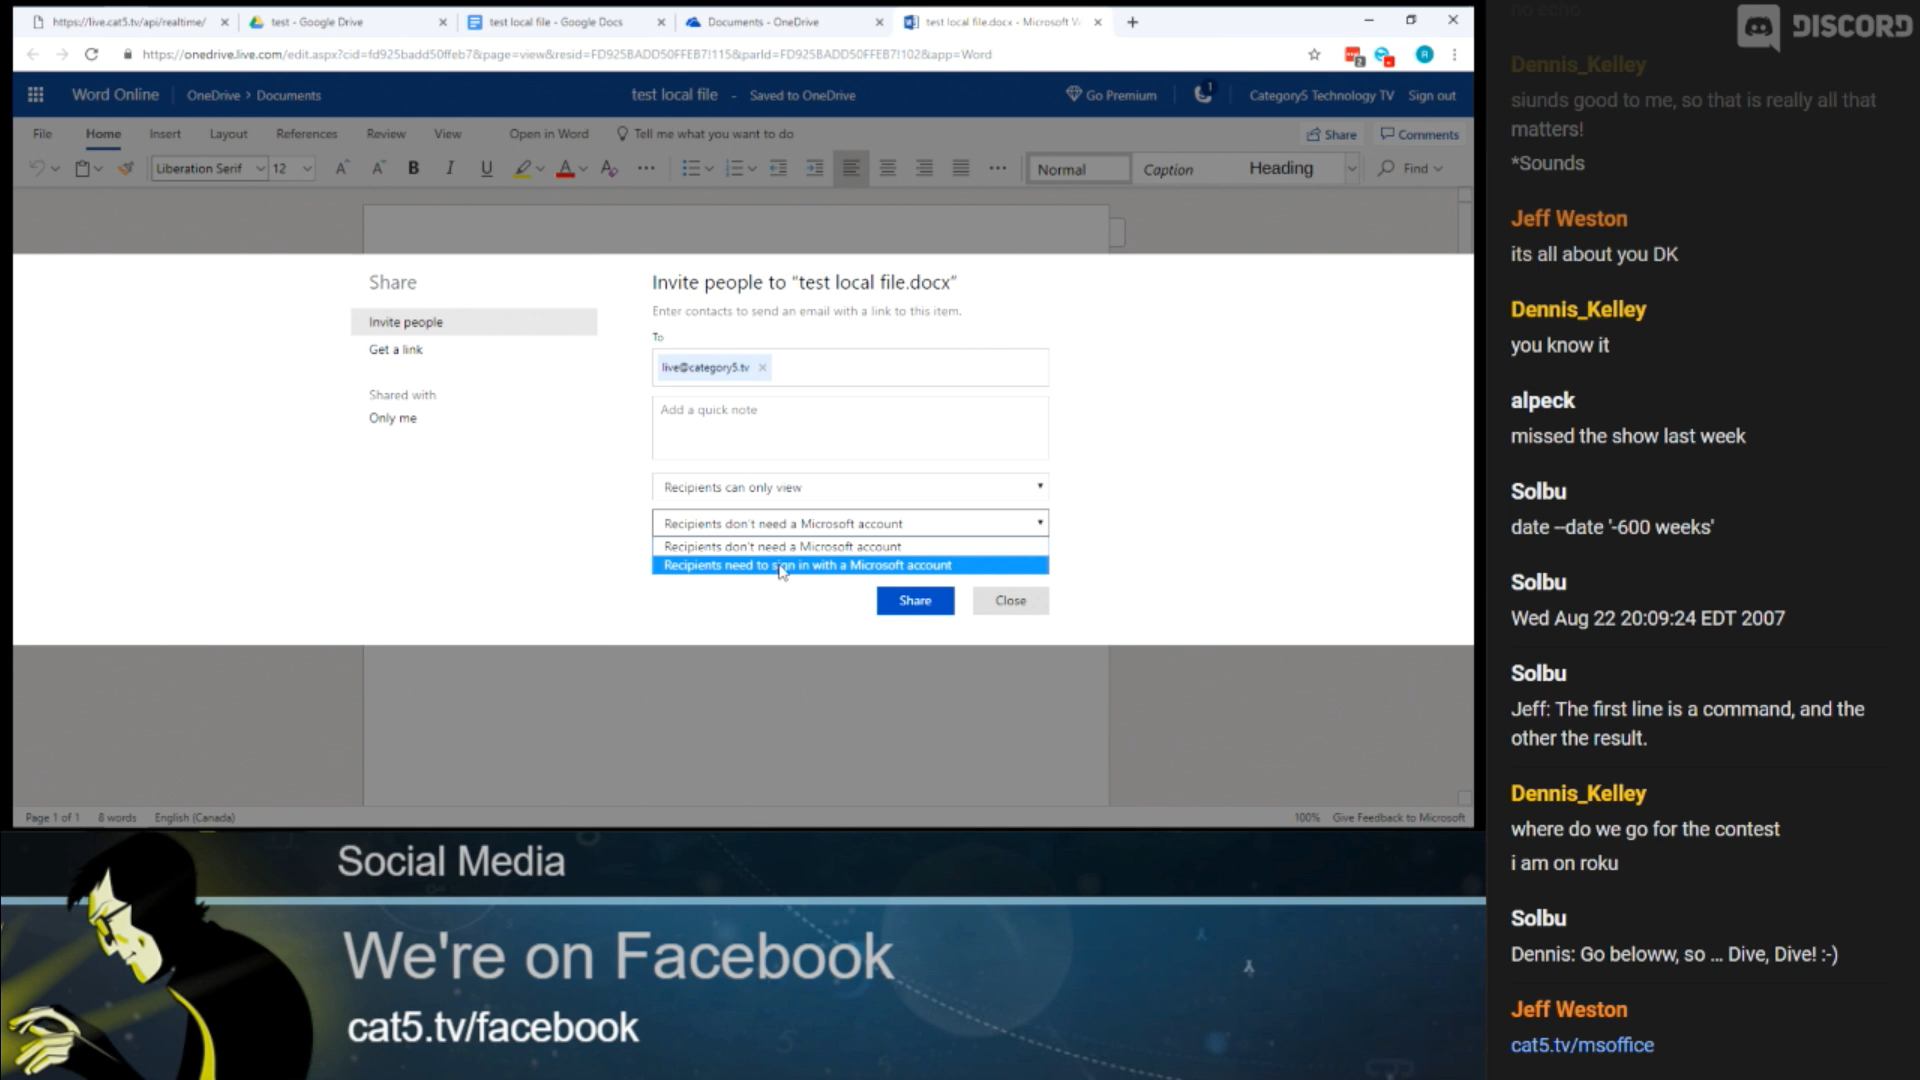 https://live.cat5.tv/api/realtime/
test - Google Drive
test local file - Google Docs
Documents - OneDrive
test local file.docx - Microsoft W
https://onedrive.live.com/edit.aspx?cid=fd925badd50ffeb7&page=view&resid=FD925BADD50FFEB7!115&parId=FD925BADD50FFEB7!102&app=Word
Word Online
OneDrive > Documents
test local file - Saved to OneDrive
Go Premium
1
Category5 Technology TV
Sign out
File
Home
Insert
Layout
References
Review
View
Open in Word
Tell me what you want to do
Share
Comments
Liberation Serif
12
B
I
U
Normal
Caption
Heading
Find
Share
Invite people
Get a link
Shared with
Only me
Invite people to "test local file.docx"
Enter contacts to send an email with a link to this item.
To
live@category5.tv
Add a quick note
Recipients can only view
Recipients don't need a Microsoft account
Recipients don't need a Microsoft account
Recipients need to sign in with a Microsoft account
Share
Close
Page 1 of 1
8 words
English (Canada)
100%
Give Feedback to Microsoft
Social Media
We're on Facebook
cat5.tv/facebook
DISCORD
no echo
Dennis_Kelley
siunds good to me, so that is really all that
matters!
*Sounds
Jeff Weston
its all about you DK
Dennis_Kelley
you know it
alpeck
missed the show last week
Solbu
date --date '-600 weeks'
Solbu
Wed Aug 22 20:09:24 EDT 2007
Solbu
Jeff: The first line is a command, and the
other the result.
Dennis_Kelley
where do we go for the contest
i am on roku
Solbu
Dennis: Go beloww, so ... Dive, Dive! :-)
Jeff Weston
cat5.tv/msoffice